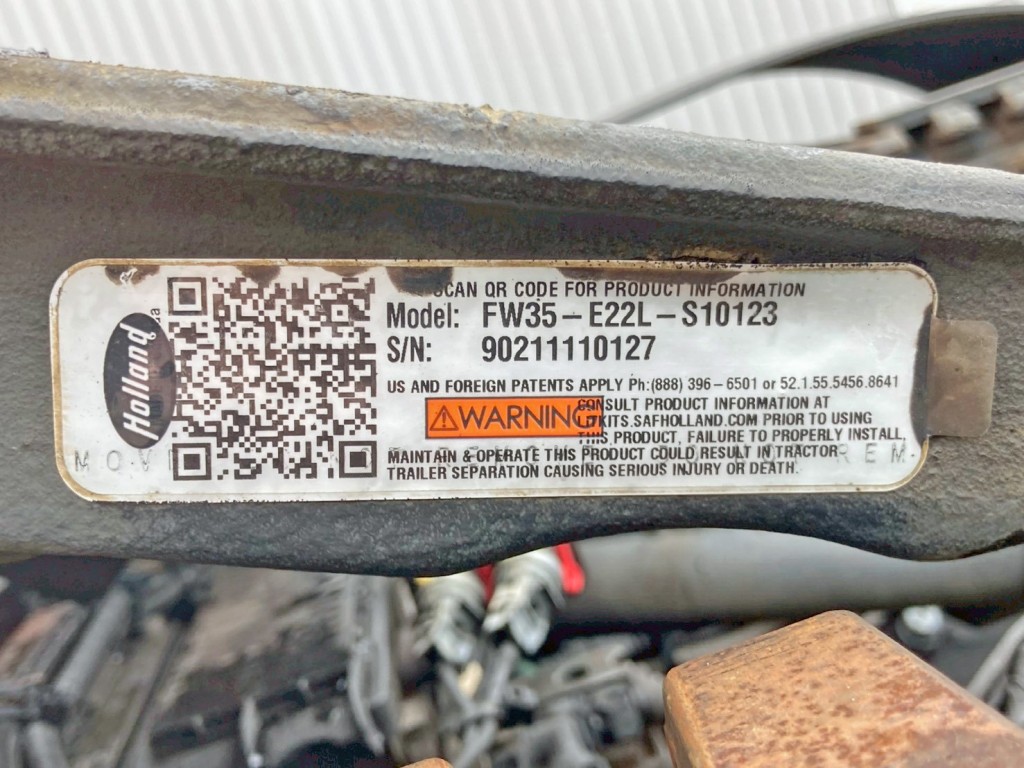 SCAN QR CODE FOR PRODUCT INFORMATION
Holland
Model: FW35-E22L-S10123
S/N: 90211110127
US AND FOREIGN PATENTS APPLY Ph:(888) 396-6501 or 52.1.55.5456.8641
WARNING
CONSULT PRODUCT INFORMATION AT
KITS.SAFHOLLAND.COM PRIOR TO USING
THIS PRODUCT, FAILURE TO PROPERLY INSTALL,
MAINTAIN & OPERATE THIS PRODUCT COULD RESULT IN TRACTOR
TRAILER SEPARATION CAUSING SERIOUS INJURY OR DEATH.